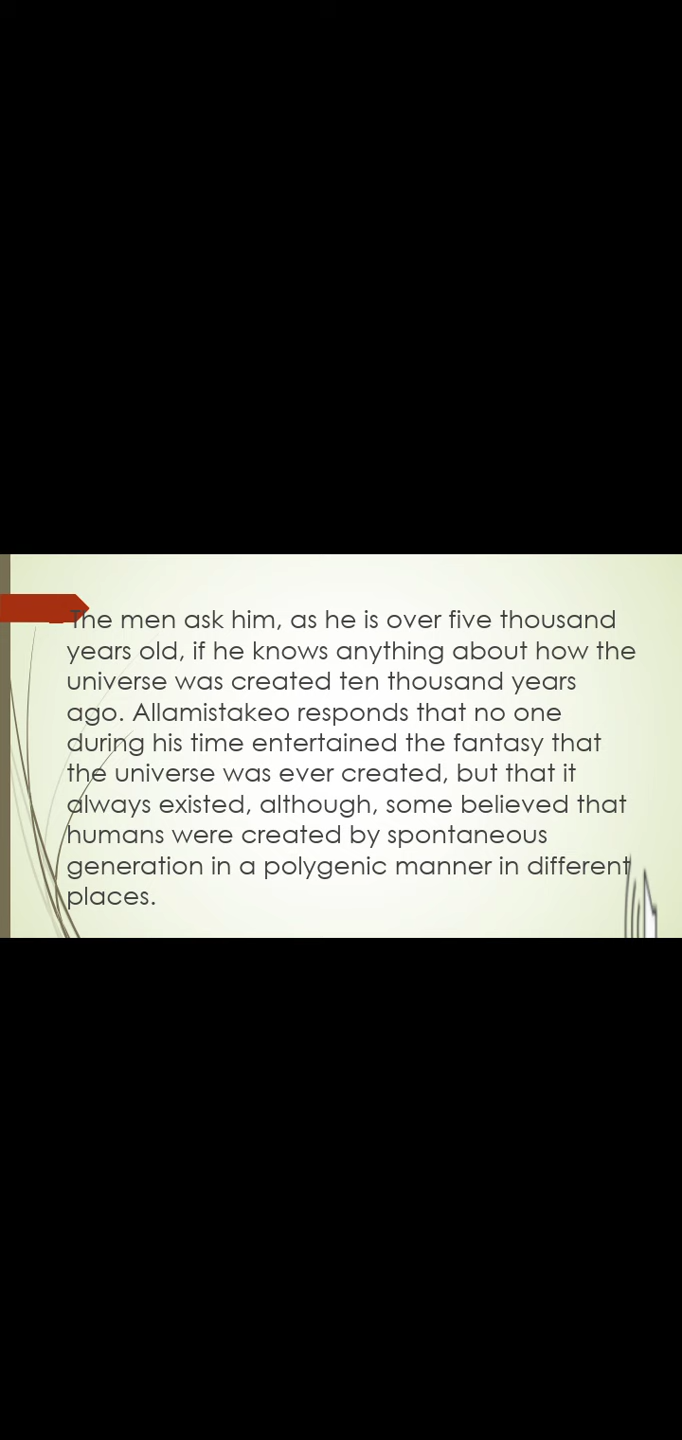 The men ask him, as he is over five thousand
years old, if he knows anything about how the
universe was created ten thousand years
ago. Allamistakeo responds that no one
during his time entertained the fantasy that
the universe was ever created, but that it
always existed, although, some believed that
humans were created by spontaneous
generation in a polygenic manner in different
places.